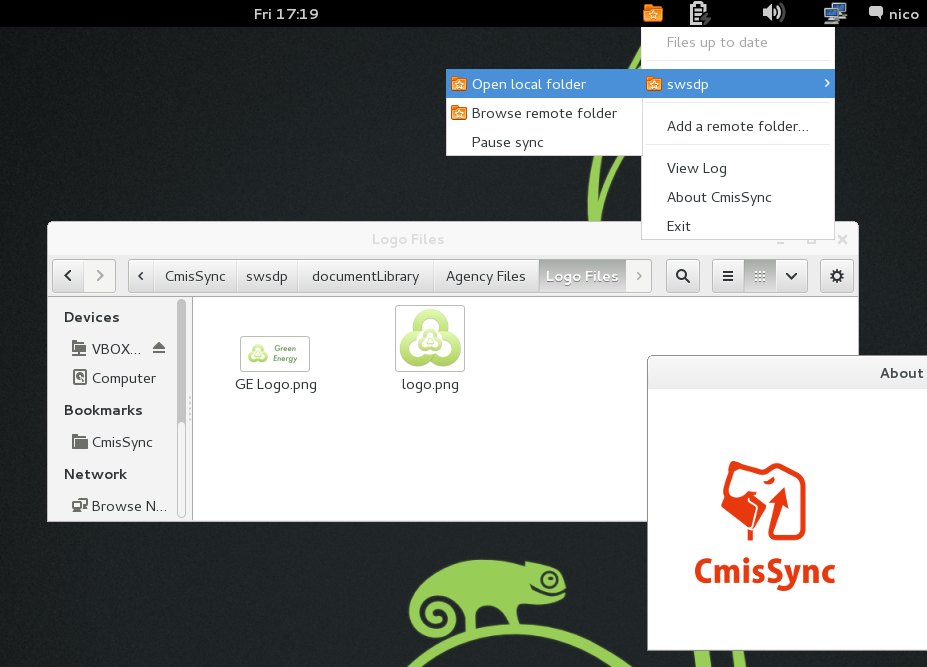 Fri 17:19
nico
Files up to date
swsdp
Open local folder
Browse remote folder
Pause sync
Add a remote folder...
View Log
About CmisSync
Exit
Logo Files
CmisSync
swsdp
documentLibrary
Agency Files
Logo Files
Devices
VBOX...
Computer
Bookmarks
CmisSync
Network
Browse N...
Green
Energy
GE Logo.png
logo.png
About
CmisSync